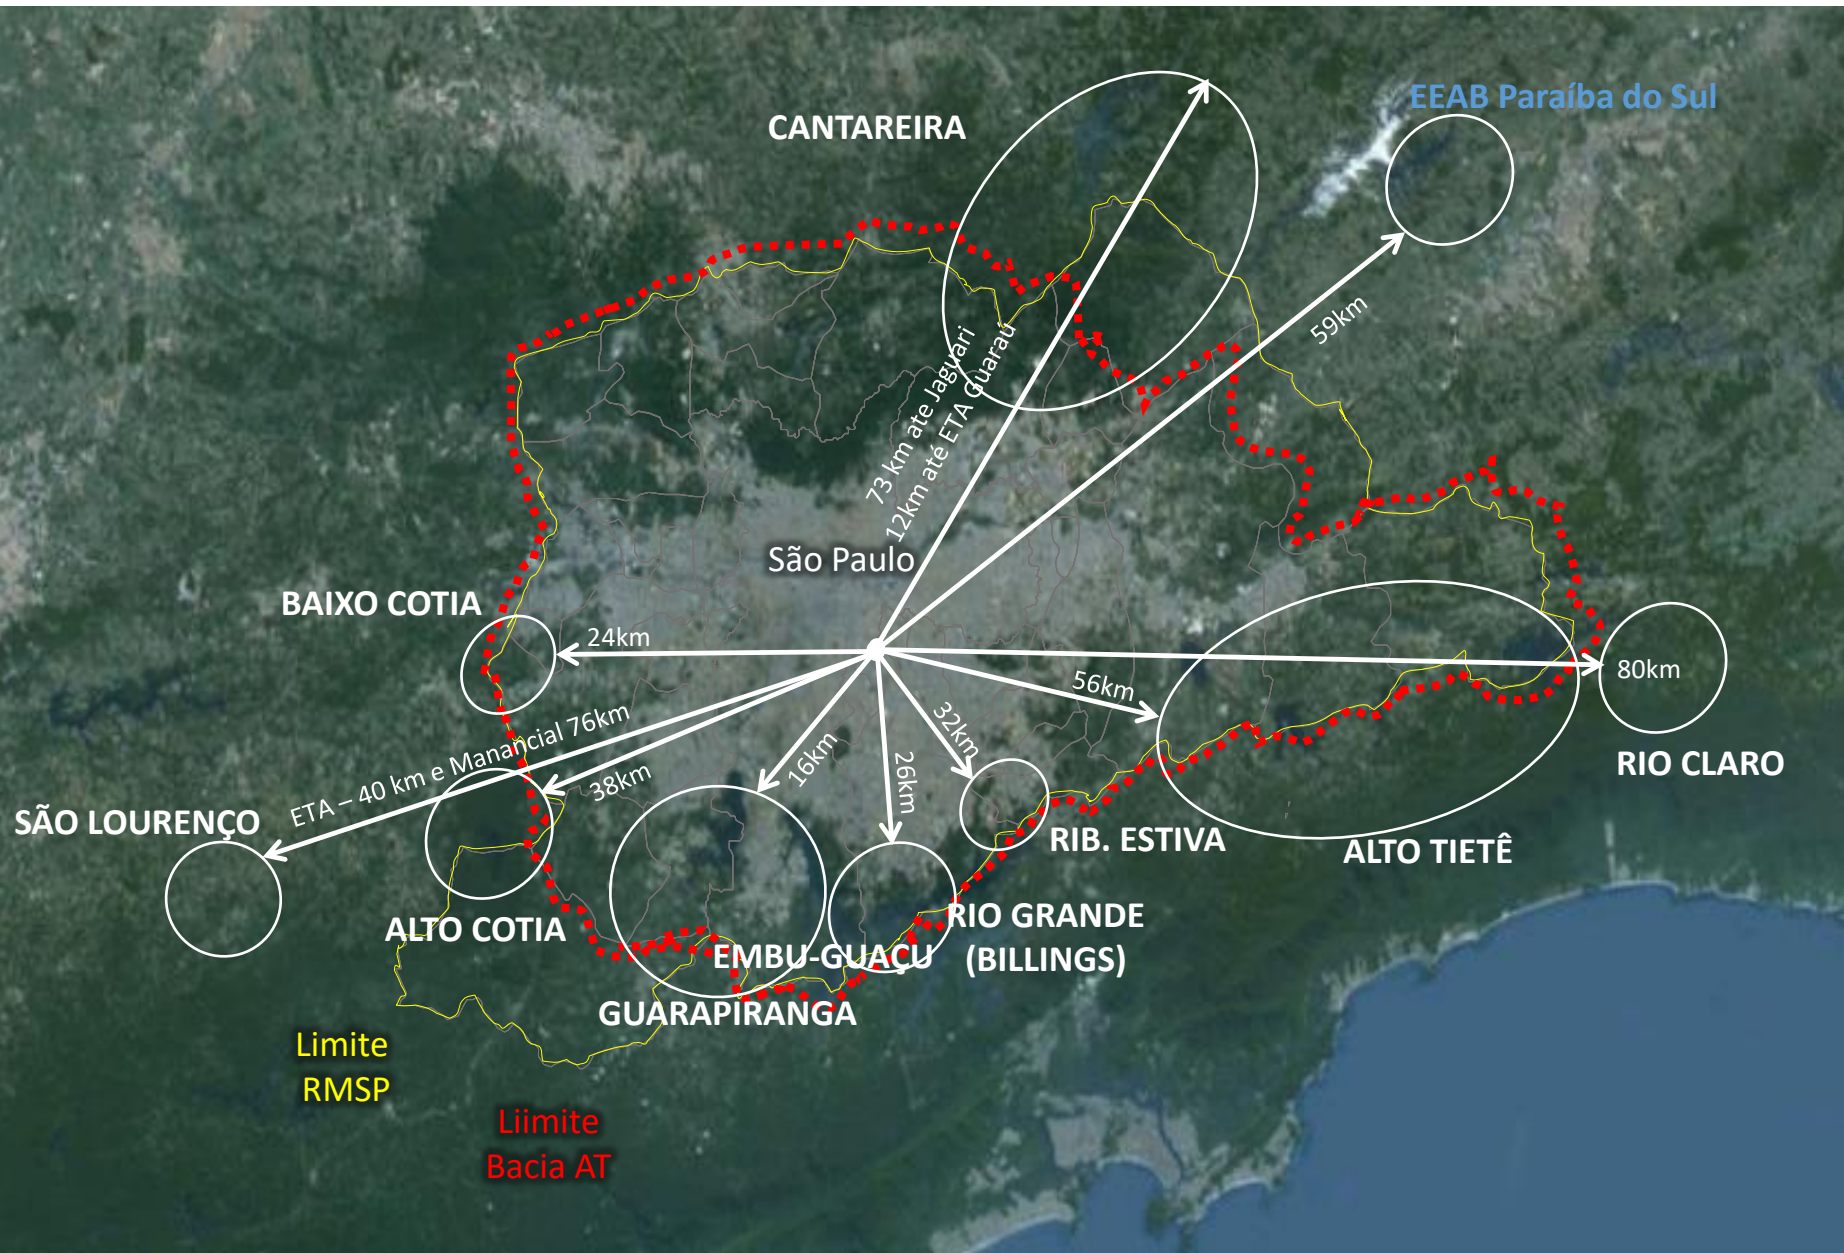 EEAB Paraíba do Sul
CANTAREIRA
59km
73 km ate Jaguari
12km até ETA Guarau
São Paulo
BAIXO COTIA
24km
56km
80km
32km
ETA – 40 km e Manancial 76km
16km
26km
38km
RIO CLARO
SÃO LOURENÇO
RIB. ESTIVA
ALTO TIETÊ
ALTO COTIA
RIO GRANDE
(BILLINGS)
EMBU-GUAÇU
GUARAPIRANGA
Limite
RMSP
Liimite
Bacia AT